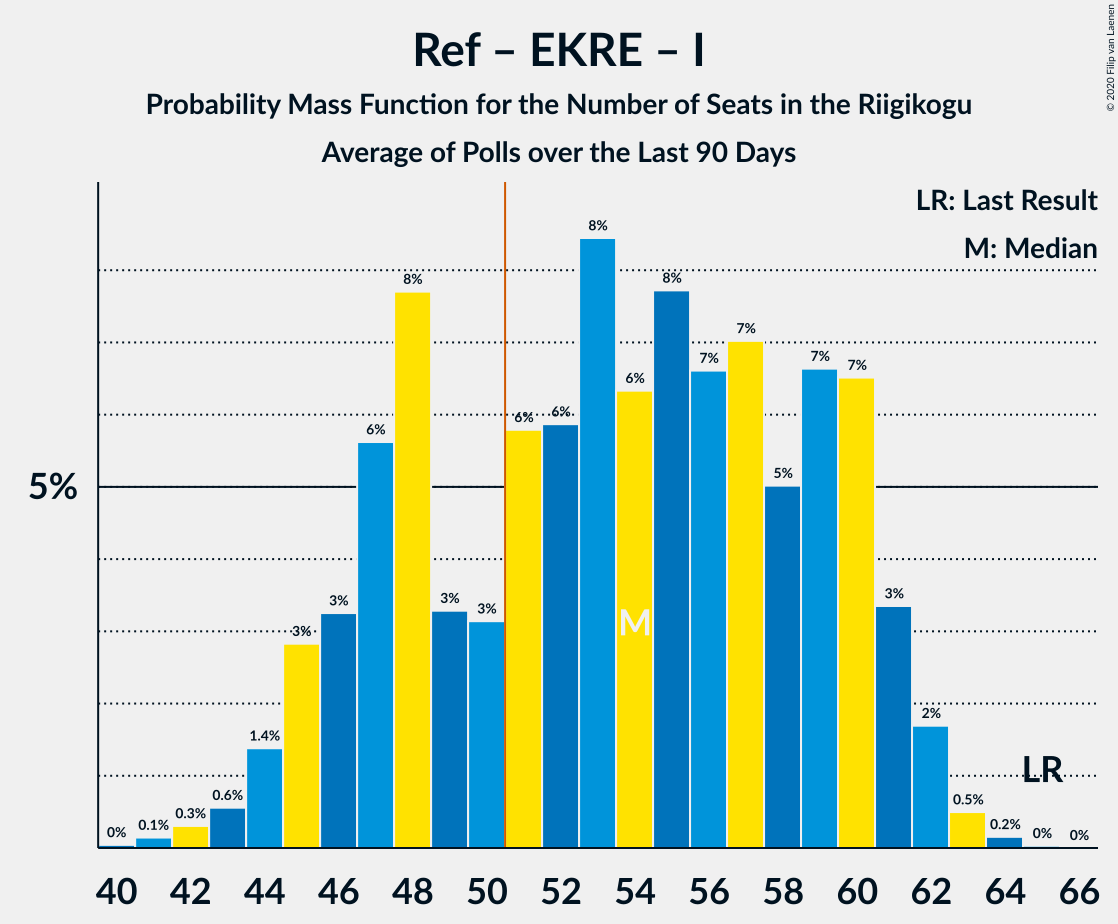 Ref – EKRE – I
Probability Mass Function for the Number of Seats in the Riigikogu
Average of Polls over the Last 90 Days
© 2020 Filip van Laenen
LR: Last Result
M: Median
5%
0% 0.1% 0.3% 0.6% 1.4% 3% 3% 6% 8% 3% 3% 6% 6% 8% 6% 8% 7% 7% 5% 7% 7% 3% 2% 0.5% 0.2% 0% 0%
M
LR
40 42 44 46 48 50 52 54 56 58 60 62 64 66